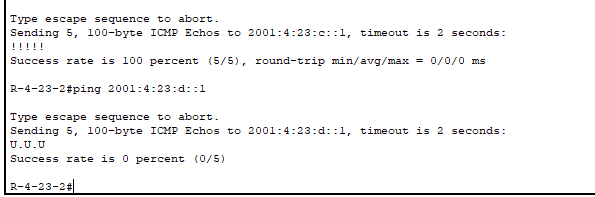 Type escape sequence to abort.
Sending 5, 100-byte ICMP Echos to 2001:4:23:c::1, timeout is 2 seconds:
!!!!!
Success rate is 100 percent (5/5), round-trip min/avg/max = 0/0/0 ms
R-4-23-2#ping 2001:4:23:d::1
Type escape sequence to abort.
Sending 5, 100-byte ICMP Echos to 2001:4:23:d::1, timeout is 2 seconds:
U.U.U
Success rate is 0 percent (0/5)
R-4-23-2#